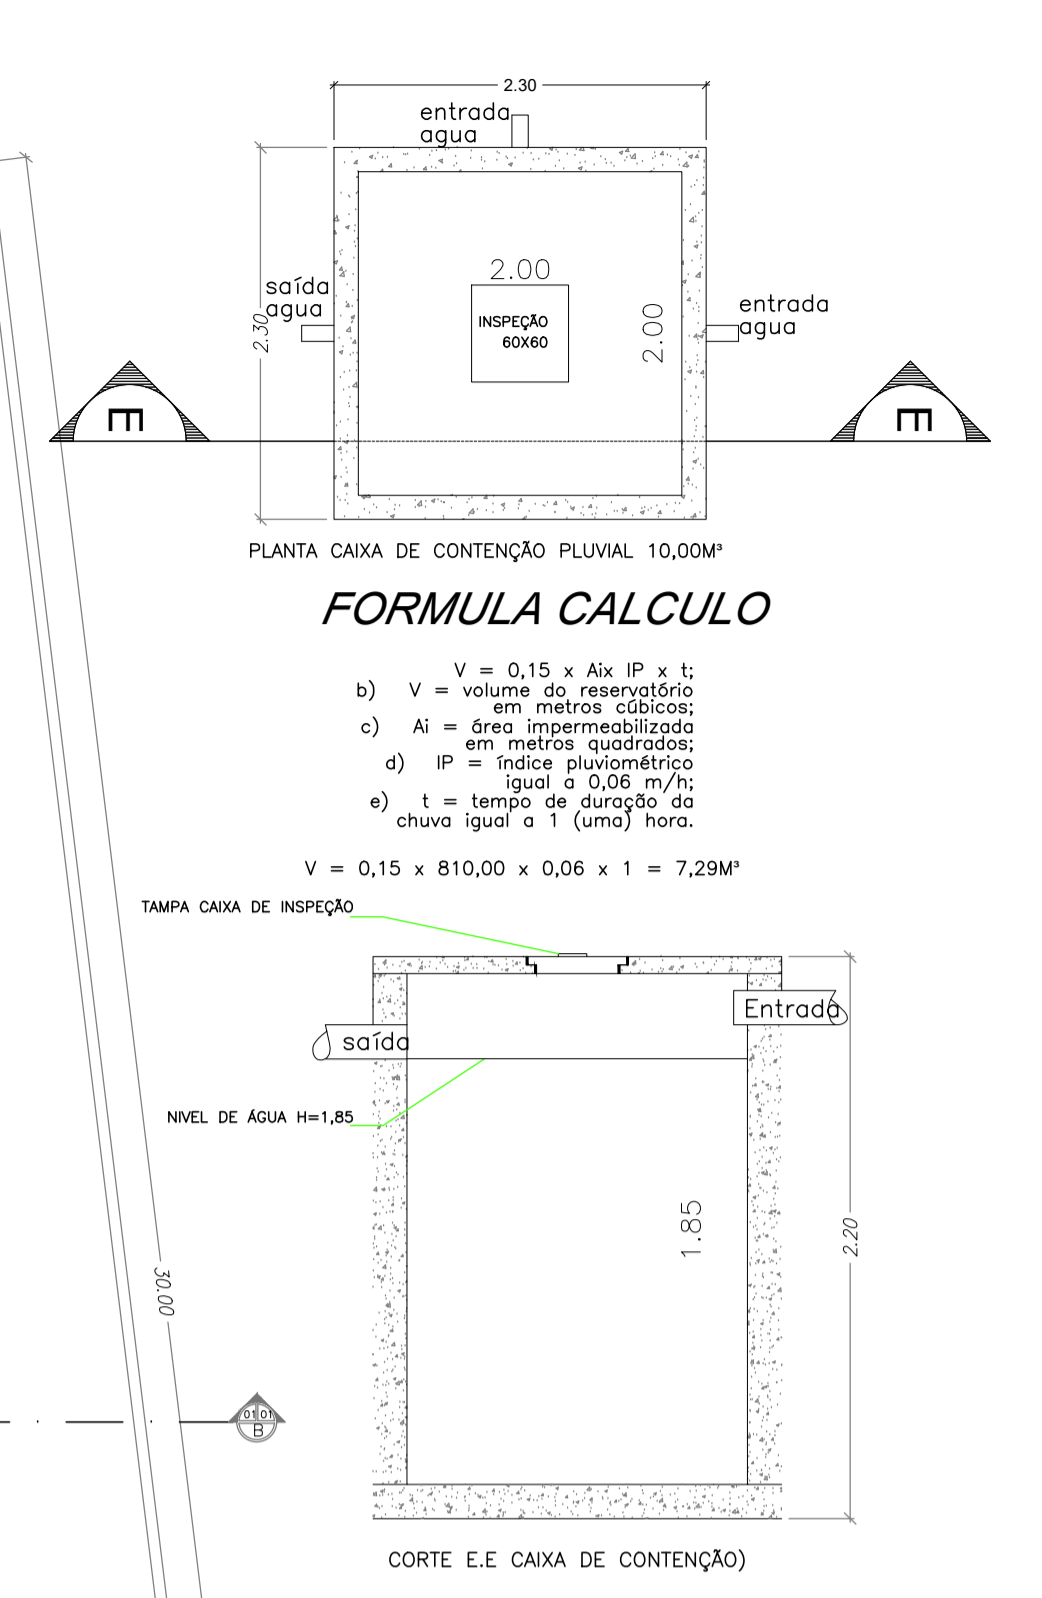 2.30
entrada
agua
saída
agua
2.30
2.00
INSPEÇÃO
60X60
2.00
entrada
agua
E
E
PLANTA CAIXA DE CONTENÇÃO PLUVIAL 10,00M³
FORMULA CALCULO
V = 0,15 x Aix IP x t;
b) V = volume do reservatório
em metros cúbicos;
c) Ai = área impermeabilizada
em metros quadrados;
d) IP = índice pluviométrico
igual a 0,06 m/h;
e) t = tempo de duração da
chuva igual a 1 (uma) hora.
V = 0,15 x 810,00 x 0,06 x 1 = 7,29M³
TAMPA CAIXA DE INSPEÇÃO
Entrada
saída
NIVEL DE ÁGUA H=1,85
1.85
2.20
30.00
01 01
B
CORTE E.E CAIXA DE CONTENÇÃO)